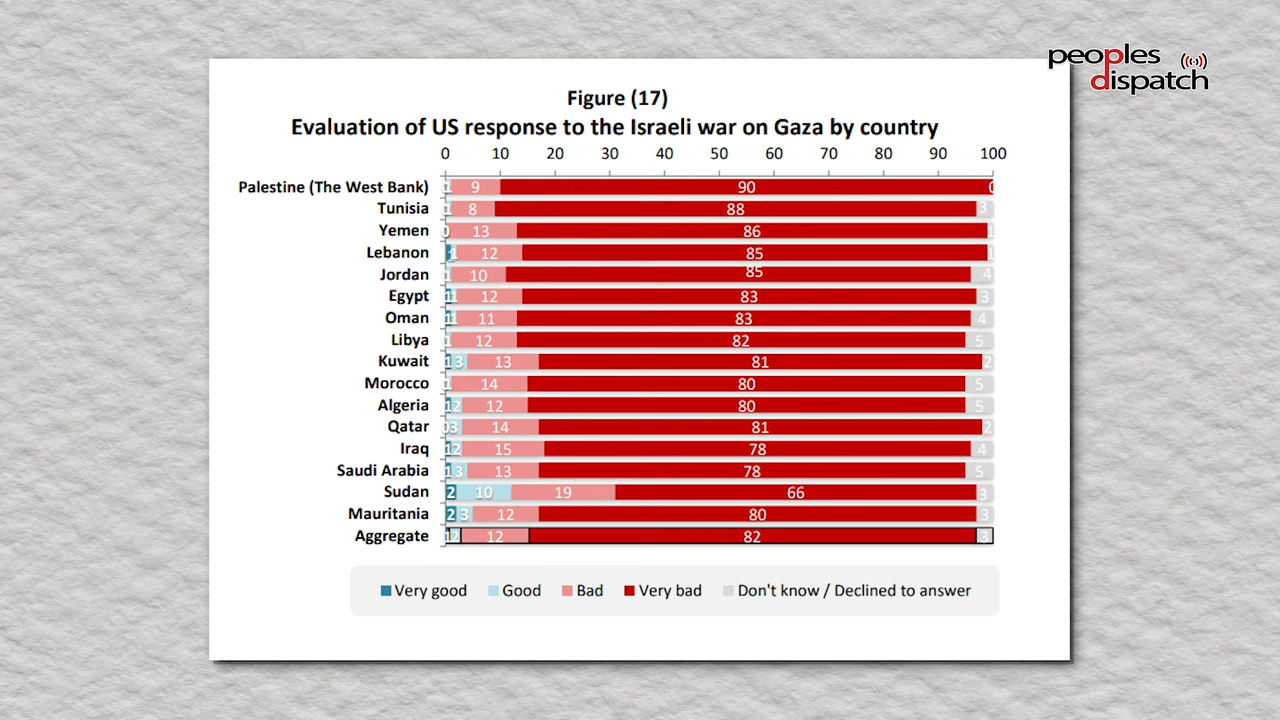 peoples
dispatch
Figure (17)
Evaluation of US response to the Israeli war on Gaza by country
0 10 20 30 40 50 60 70 80 90 100
Palestine (The West Bank) 1 9 90 0
Tunisia 1 8 88 3
Yemen 0 13 86 1
Lebanon 1 12 85 1
Jordan 1 10 85 4
Egypt 1 1 12 83 3
Oman 1 1 11 83 4
Libya 1 12 82 5
Kuwait 1 3 13 81 2
Morocco 1 14 80 5
Algeria 1 2 12 80 5
Qatar 0 3 14 81 2
Iraq 1 2 15 78 4
Saudi Arabia 1 3 13 78 5
Sudan 2 10 19 66 3
Mauritania 2 3 12 80 3
Aggregate 1 2 12 82 3
Very good Good Bad Very bad Don't know / Declined to answer